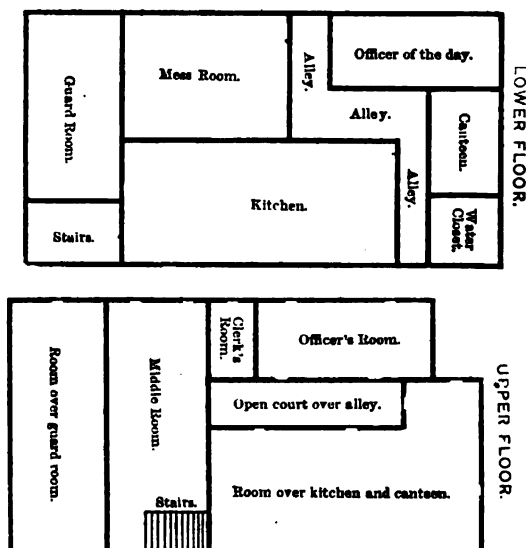 LOWER FLOOR.
Guard Room.
Mess Room.
Alley.
Officer of the day.
Alley.
Canteen.
Alley.
Kitchen.
Water
Closet.
Stairs.
UPPER FLOOR.
Room over guard room.
Middle Room.
Clerk's
Room.
Officer's Room.
Open court over alley.
Room over kitchen and canteen.
Stairs.